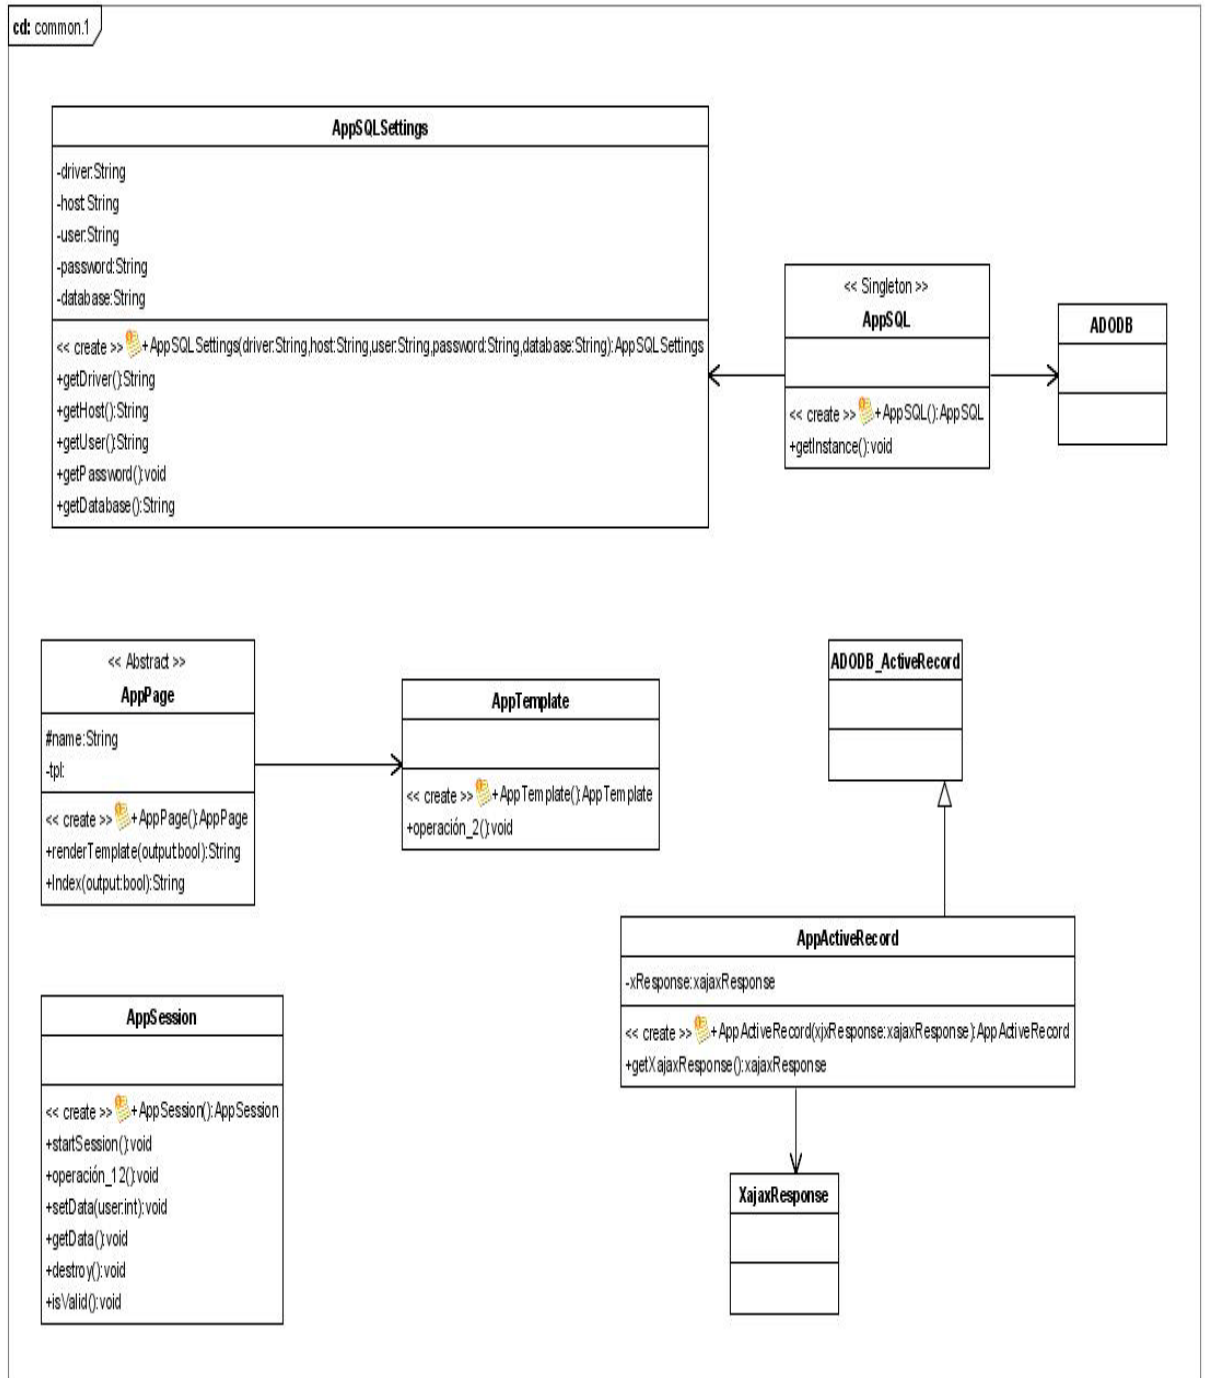 cd: common.1
AppSQLSettings
-driver:String
-host:String
-user:String
-password:String
-database:String
<< create >> +AppSQLSettings(driver:String,host:String,user:String,password:String,database:String):AppSQLSettings
+getDriver():String
+getHost():String
+getUser():String
+getPassword():void
+getDatabase():String
<< Singleton >>
AppSQL
<< create >> +AppSQL():AppSQL
+getInstance():void
ADODB
<< Abstract >>
AppPage
#name:String
-tpl:
<< create >> +AppPage():AppPage
+renderTemplate(output:bool):String
+Index(output:bool):String
AppTemplate
<< create >> +AppTemplate():AppTemplate
+operación_2():void
ADODB_ActiveRecord
AppActiveRecord
-xResponse:xajaxResponse
<< create >> +AppActiveRecord(xjxResponse:xajaxResponse):AppActiveRecord
+getXajaxResponse():xajaxResponse
AppSession
<< create >> +AppSession():AppSession
+startSession():void
+operación_12():void
+setData(user:int):void
+getData():void
+destroy():void
+isValid():void
XajaxResponse